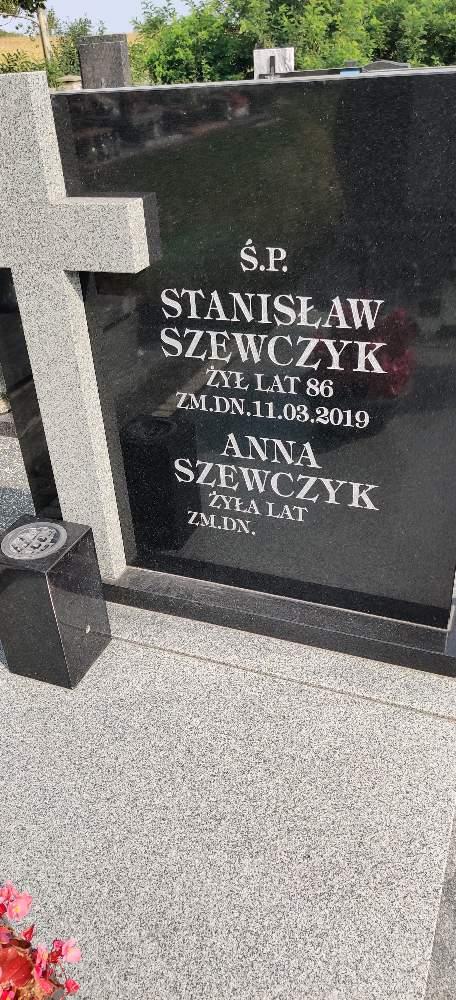 Ś.P.
STANISŁAW
SZEWCZYK
ŻYŁ LAT 86
ZM.DN.11.03.2019
ANNA
SZEWCZYK
ŻYŁA LAT
ZM.DN.